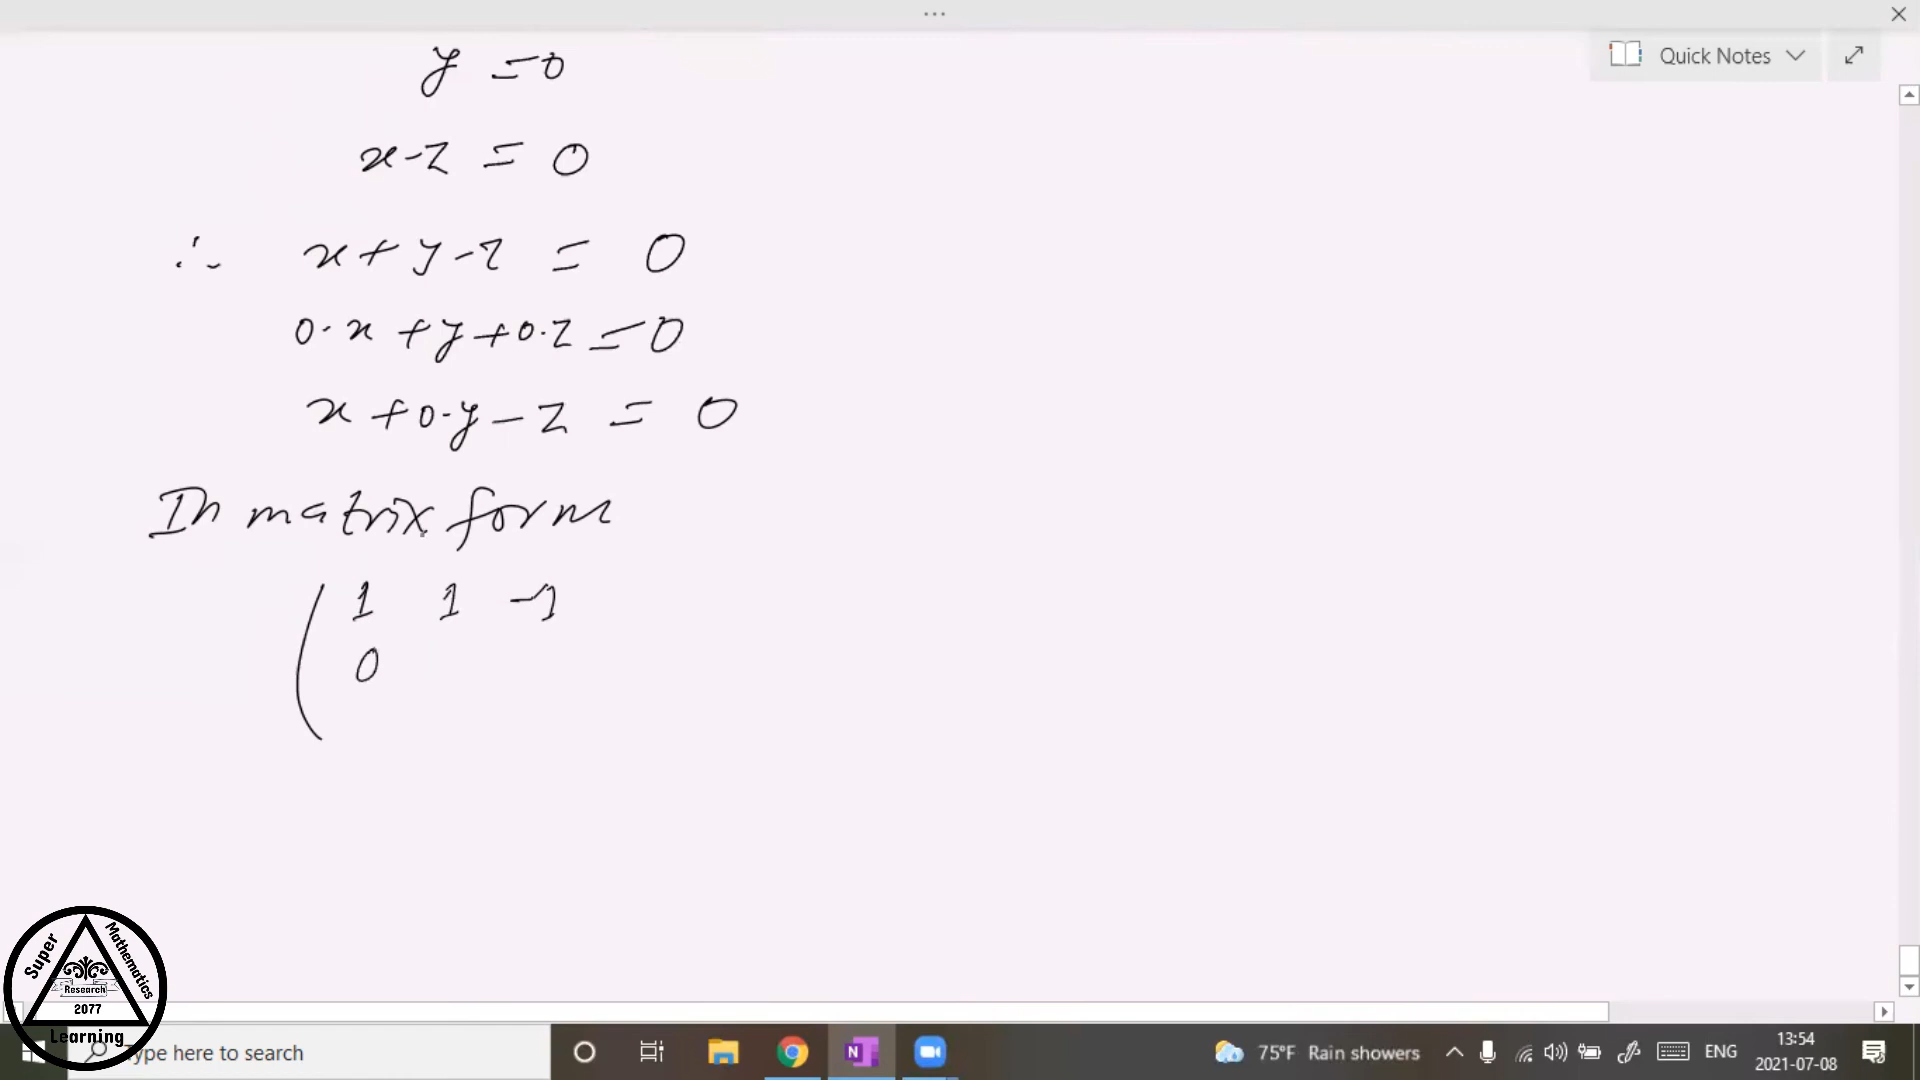 ...
Quick Notes
y = 0
x - z = 0
∴ x + y - z = 0
0·x + y + 0·z = 0
x + 0·y - z = 0
In matrix form
( 1 1 -1
0
Super Mathematics
Research
2077
Learning
Type here to search
N
75°F Rain showers
ENG
13:54
2021-07-08